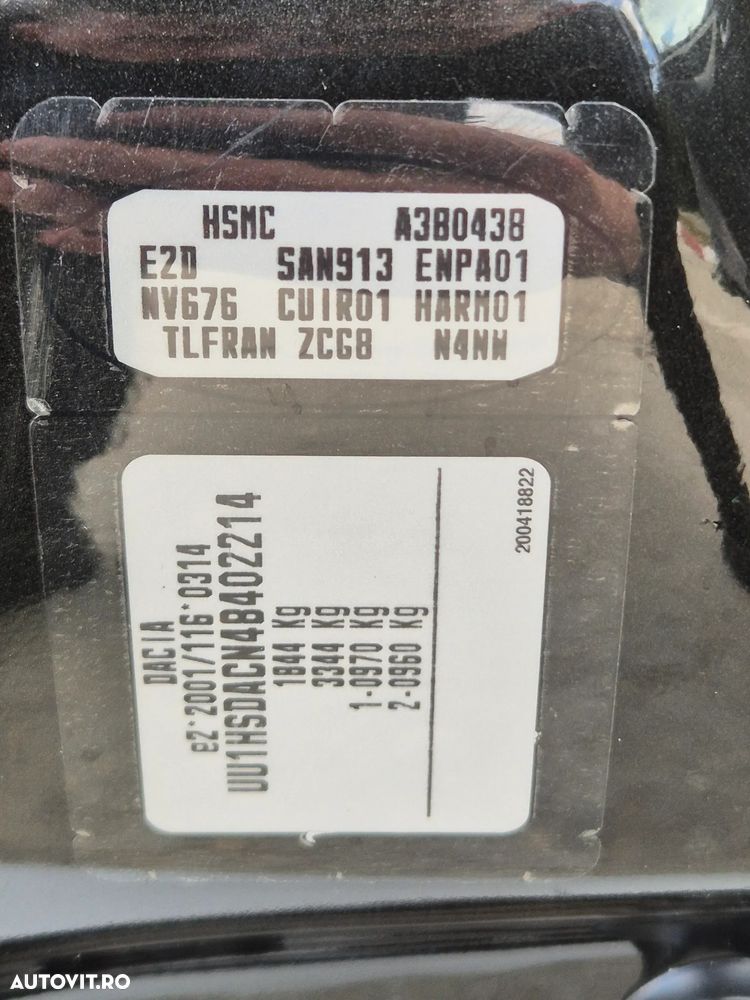 HSMC A380438
E2D SAN913 ENPA01
NV676 CUIR01 HARM01
TLFRAN ZCG8 N4NW
DACIA
e2*2001/116*0314
UU1HSDACN4B402214
1844 Kg
3344 Kg
1-0970 Kg
2-0960 Kg
200418822
AUTOVIT.RO